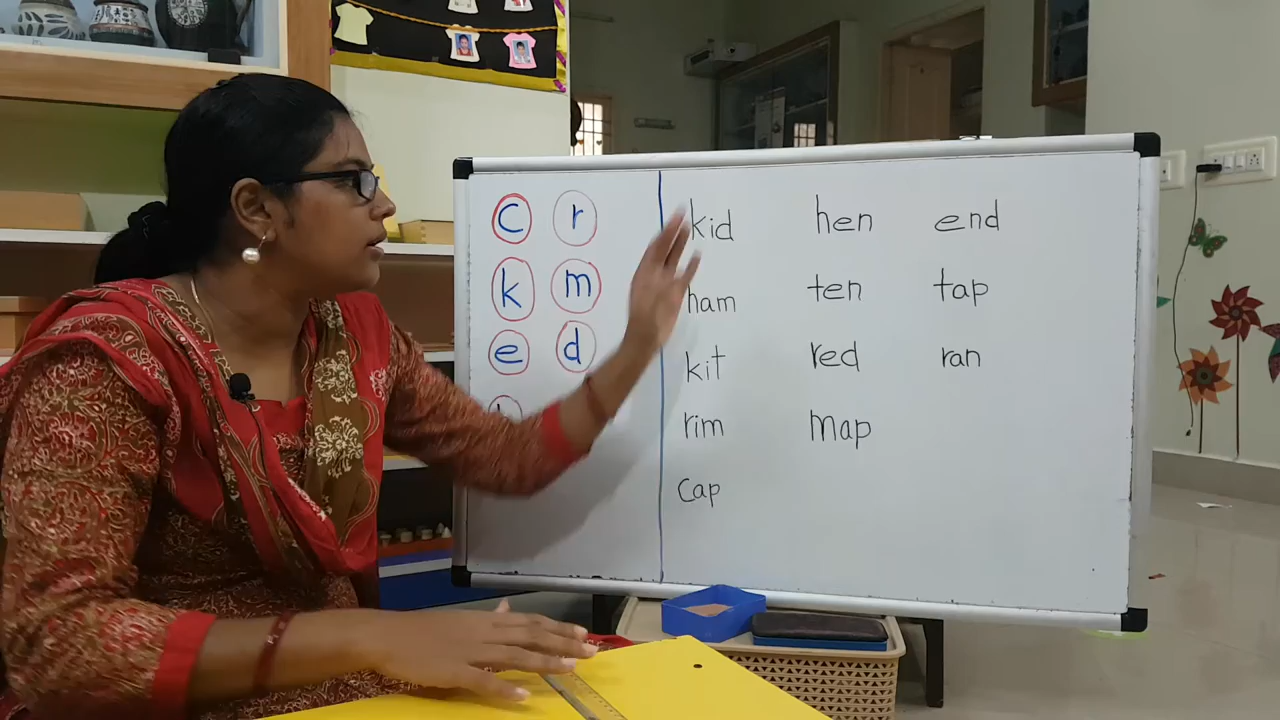 c r
k m
e d
h
kid hen end
ham ten tap
kit red ran
rim map
cap